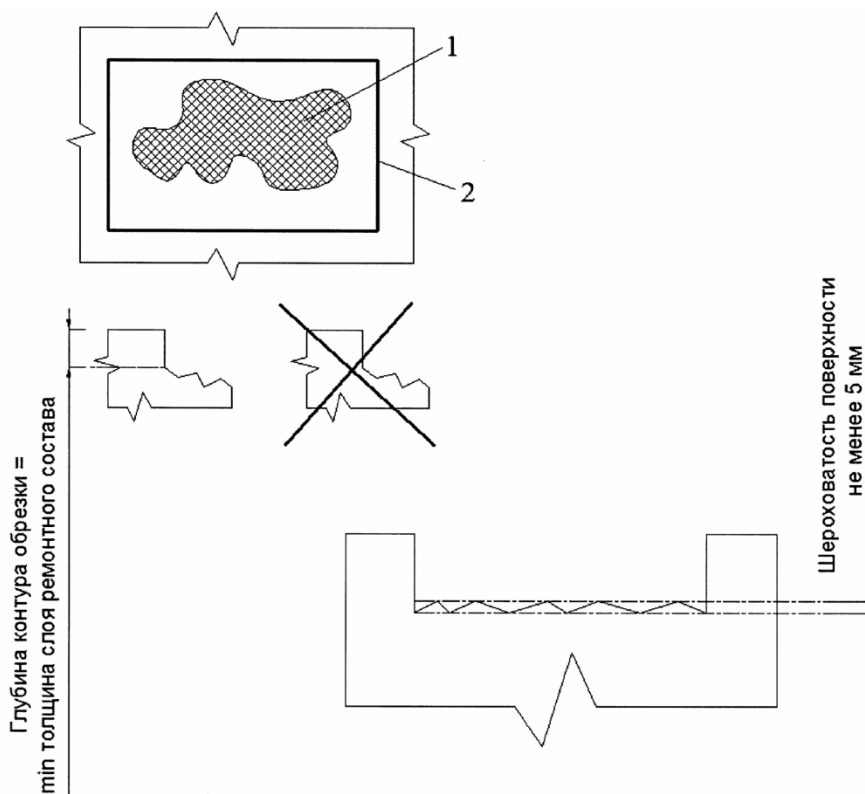 1
2
Глубина контура обрезки =
min толщина слоя ремонтного состава
Шероховатость поверхности
не менее 5 мм